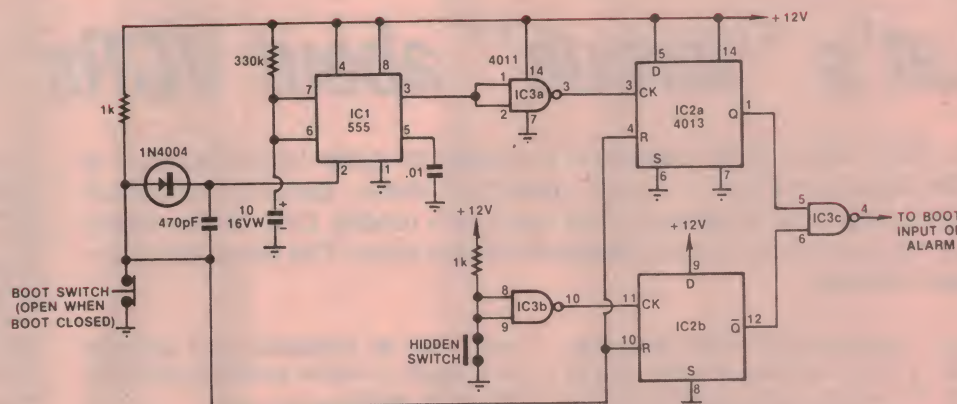 +12V
330k
4
8
4011
14
5
D
14
1k
7
IC1
555
3
1
2
IC3a
3
3
CK
IC2a
4013
Q
1
7
6
5
4
R
1N4004
2
1
.01
S
6
7
5
6
IC3c
4
TO BOOT
INPUT OF
ALARM
470pF
10
16VW
+
-
+12V
+12V
9
D
1k
BOOT SWITCH
(OPEN WHEN
BOOT CLOSED)
8
9
IC3b
10
11
CK
IC2b
Q
12
HIDDEN
SWITCH
10
R
S
8